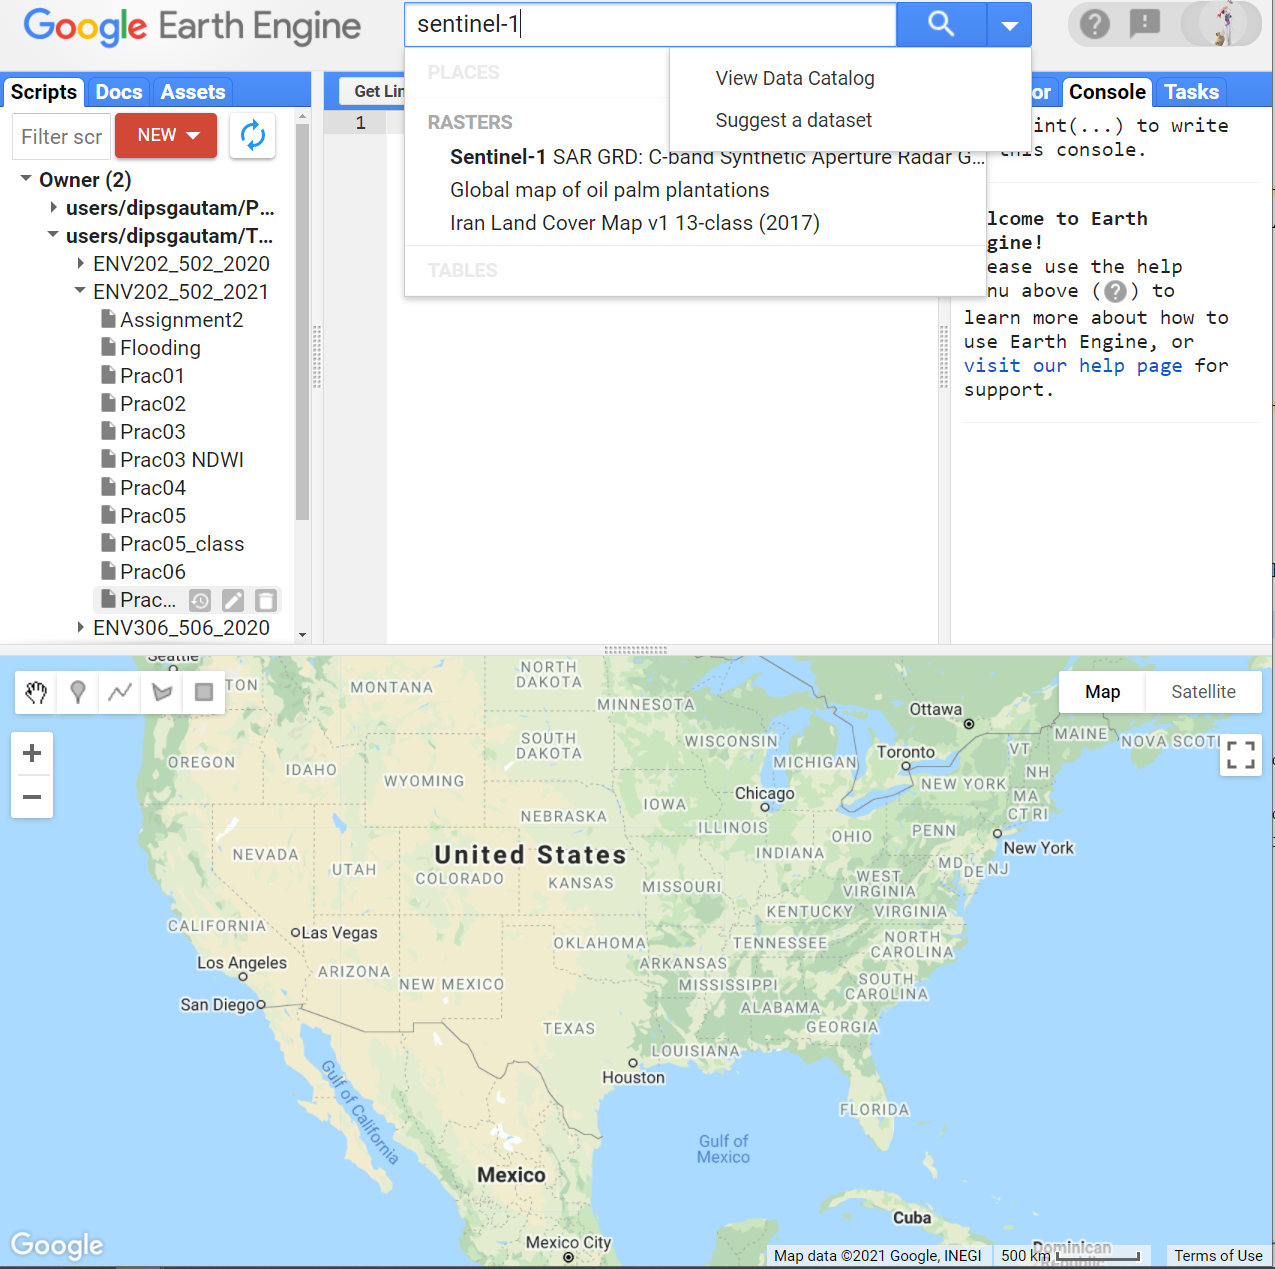 Google Earth Engine
sentinel-1
PLACES
RASTERS
Sentinel-1 SAR GRD: C-band Synthetic Aperture Radar G...
Global map of oil palm plantations
Iran Land Cover Map v1 13-class (2017)
TABLES
View Data Catalog
Suggest a dataset
Scripts Docs Assets
Filter scr
NEW
Owner (2)
users/dipsgautam/P...
users/dipsgautam/T...
ENV202_502_2020
ENV202_502_2021
Assignment2
Flooding
Prac01
Prac02
Prac03
Prac03 NDWI
Prac04
Prac05
Prac05_class
Prac06
Prac...
ENV306_506_2020
Get Lin
1
or Console Tasks
int(...) to write
his console.
lcome to Earth
gine!
ease use the help
nu above (?) to
learn more about how to
use Earth Engine, or
visit our help page for
support.
Seattle
TON
MONTANA
NORTH
DAKOTA
MINNESOTA
Ottawa
Map Satellite
OREGON
IDAHO
WYOMING
SOUTH
DAKOTA
WISCONSIN
MICHIGAN
Toronto
VT
MAINE
NOVA SCOTI
NH
NEW YORK
MA
CT RI
Chicago
IOWA
NEBRASKA
ILLINOIS
OHIO
PENN
New York
NEVADA
UTAH
COLORADO
United States
KANSAS
MISSOURI
INDIANA
WEST
VIRGINIA
MD
DE NJ
KENTUCKY
VIRGINIA
CALIFORNIA
Las Vegas
OKLAHOMA
TENNESSEE
NORTH
CAROLINA
Los Angeles
ARIZONA
NEW MEXICO
ARKANSAS
MISSISSIPPI
SOUTH
CAROLINA
San Diego
ALABAMA
TEXAS
GEORGIA
LOUISIANA
Houston
Gulf of California
FLORIDA
Gulf of
Mexico
Mexico
Cuba
Mexico City
Dominican
Republic
Google
Map data ©2021 Google, INEGI
500 km
Terms of Use